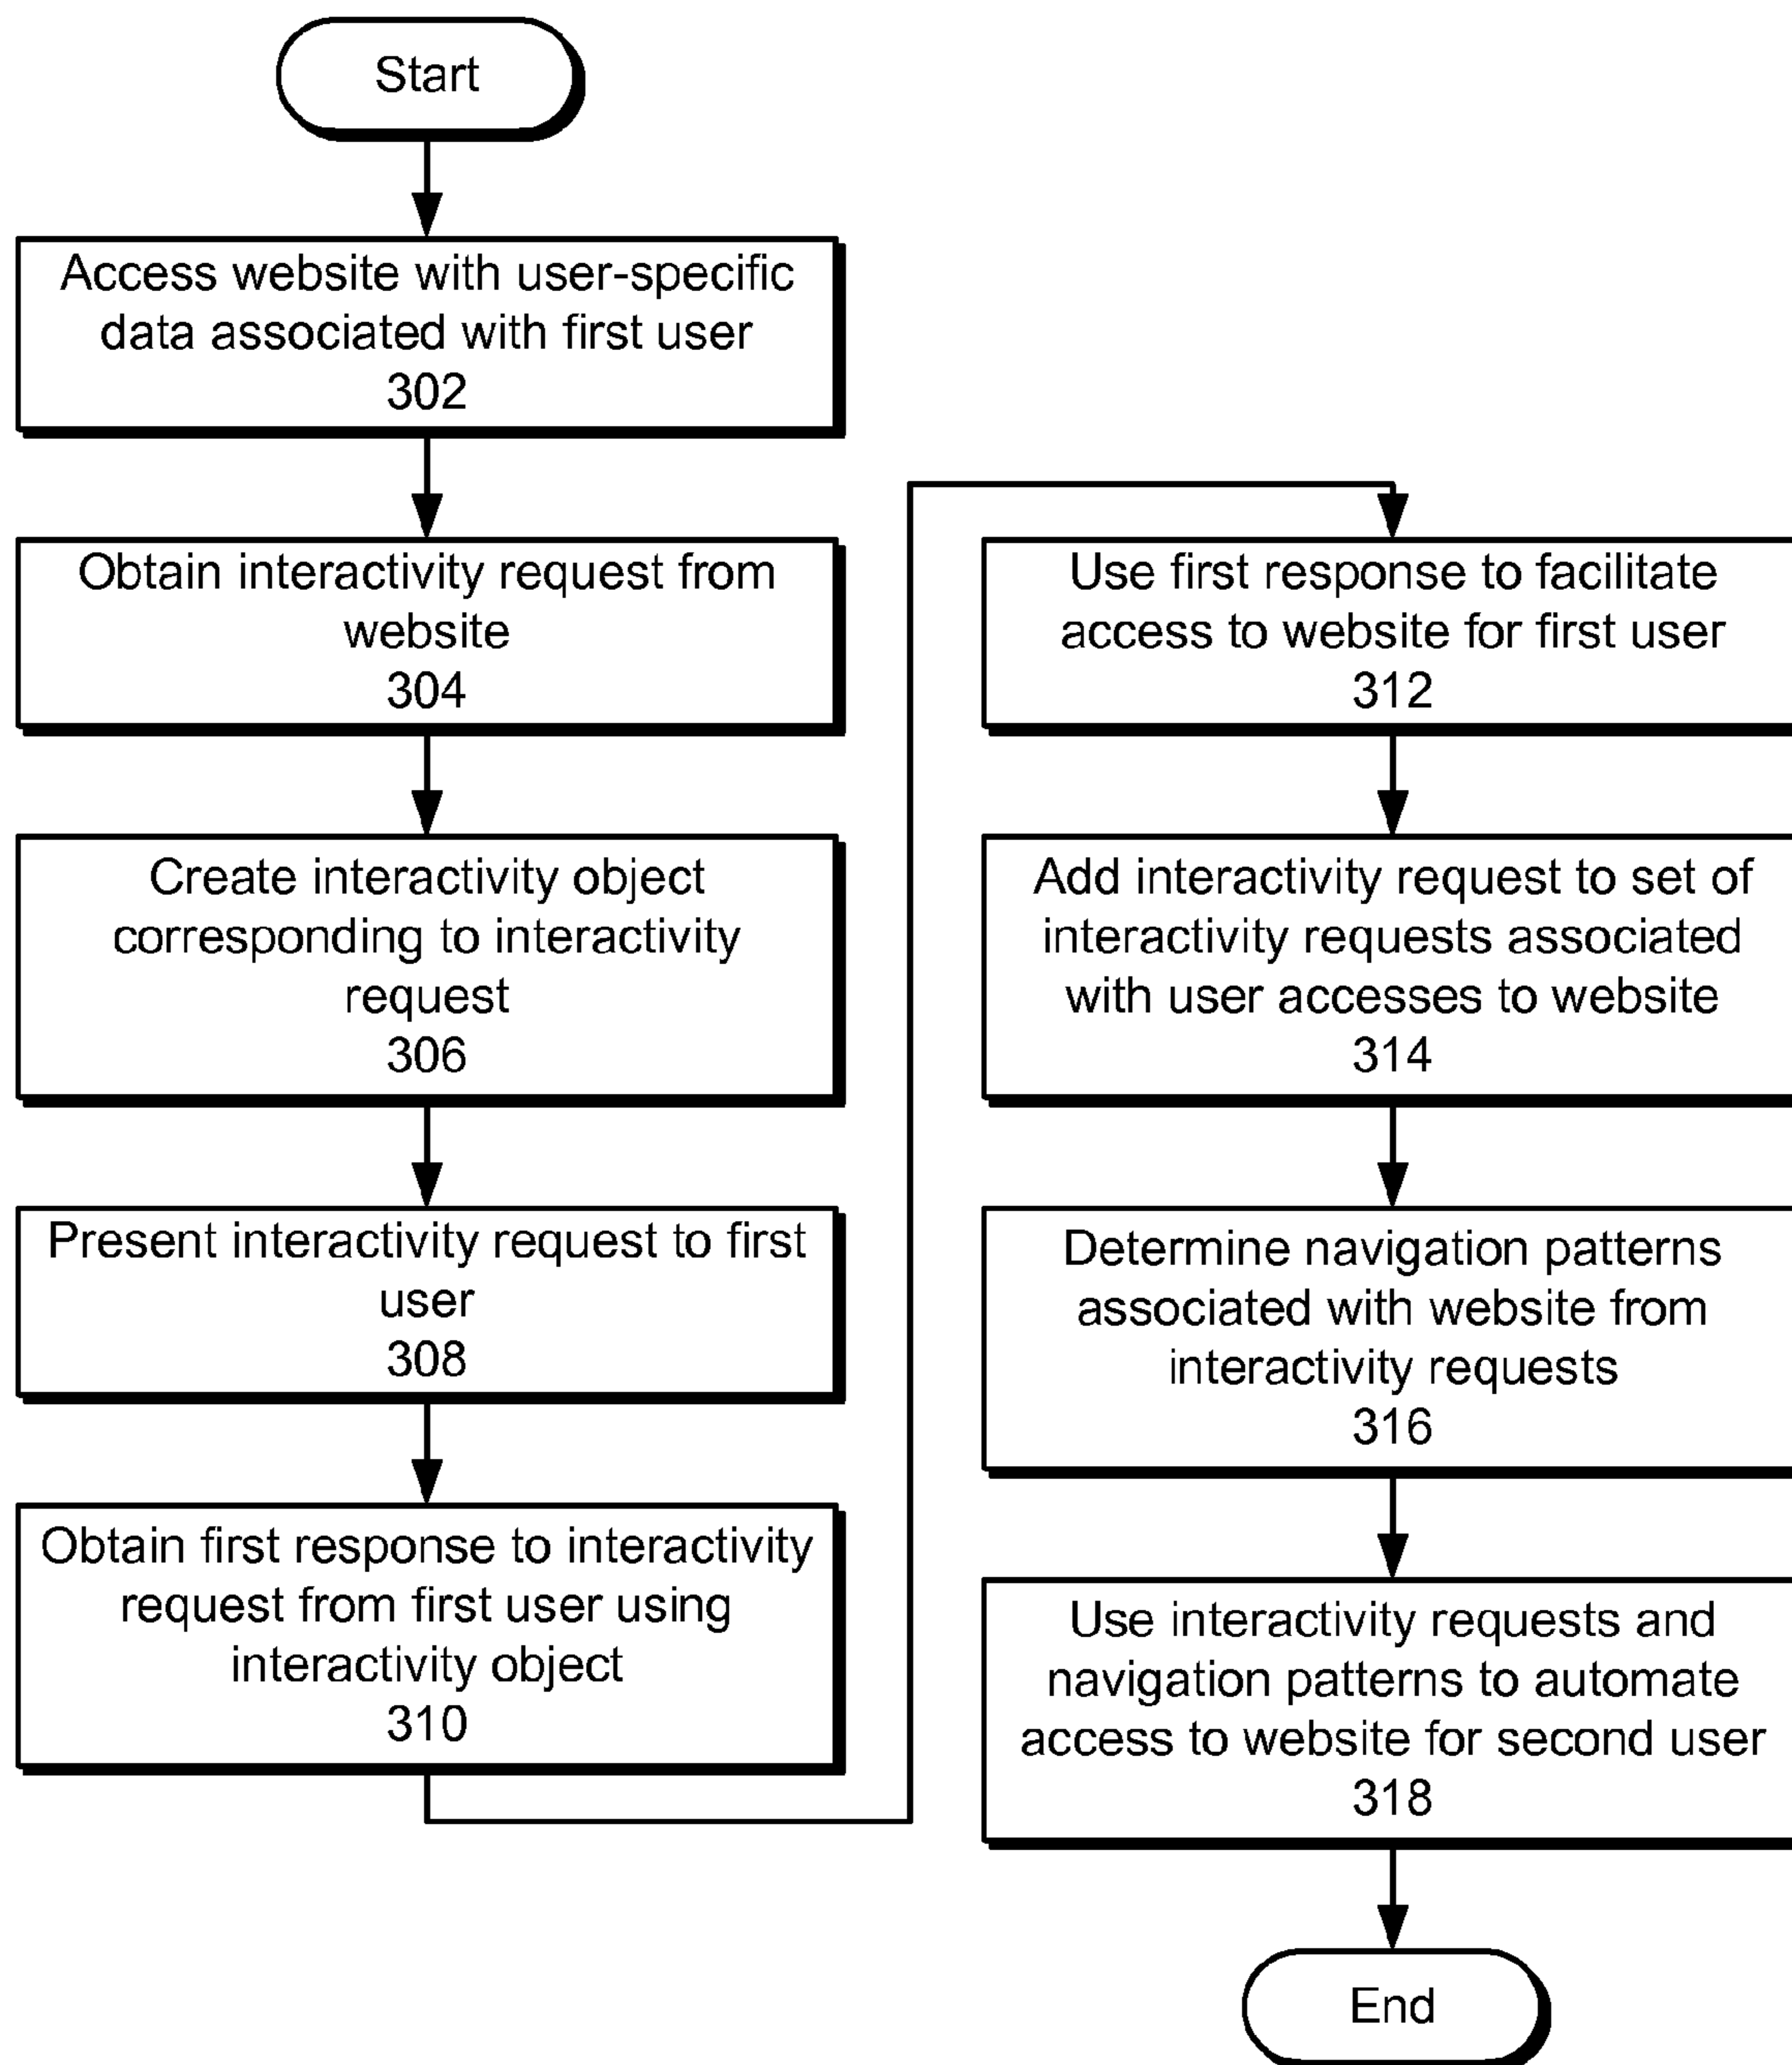 Start
Access website with user-specific
data associated with first user
302
Obtain interactivity request from
website
304
Create interactivity object
corresponding to interactivity
request
306
Present interactivity request to first
user
308
Obtain first response to interactivity
request from first user using
interactivity object
310
Use first response to facilitate
access to website for first user
312
Add interactivity request to set of
interactivity requests associated
with user accesses to website
314
Determine navigation patterns
associated with website from
interactivity requests
316
Use interactivity requests and
navigation patterns to automate
access to website for second user
318
End